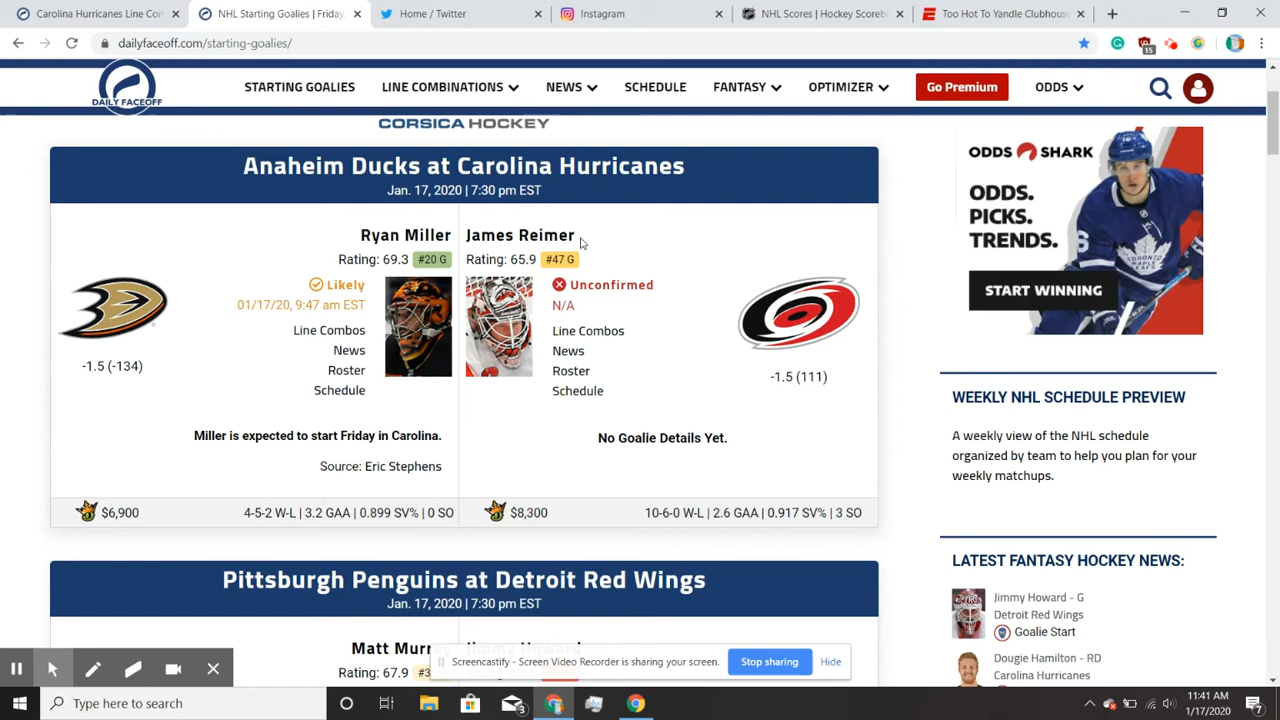 Carolina Hurricanes Line Com
NHL Starting Goalies | Friday,
Home / Twitter
Instagram
NHL Scores | Hockey Scoreb
Too Hot To Yandle Clubhous
dailyfaceoff.com/starting-goalies/
15
DAILY FACEOFF
STARTING GOALIES
LINE COMBINATIONS
NEWS
SCHEDULE
FANTASY
OPTIMIZER
Go Premium
ODDS
CORSICA HOCKEY
Anaheim Ducks at Carolina Hurricanes
Jan. 17, 2020 | 7:30 pm EST
Ryan Miller
Rating: 69.3 #20 G
Likely
01/17/20, 9:47 am EST
Line Combos
News
Roster
Schedule
-1.5 (-134)
Miller is expected to start Friday in Carolina.
Source: Eric Stephens
$6,900
4-5-2 W-L | 3.2 GAA | 0.899 SV% | 0 SO
James Reimer
Rating: 65.9 #47 G
Unconfirmed
N/A
Line Combos
News
Roster
Schedule
-1.5 (111)
No Goalie Details Yet.
$8,300
10-6-0 W-L | 2.6 GAA | 0.917 SV% | 3 SO
Pittsburgh Penguins at Detroit Red Wings
Jan. 17, 2020 | 7:30 pm EST
Matt Murray
Rating: 67.9
Jimmy Howard
ODDS SHARK
ODDS.
PICKS.
TRENDS.
START WINNING
WEEKLY NHL SCHEDULE PREVIEW
A weekly view of the NHL schedule
organized by team to help you plan for your
weekly matchups.
LATEST FANTASY HOCKEY NEWS:
Jimmy Howard - G
Detroit Red Wings
Goalie Start
Dougie Hamilton - RD
Carolina Hurricanes
Screencastify - Screen Video Recorder is sharing your screen.
Stop sharing
Hide
Type here to search
3
11:41 AM
1/17/2020
7